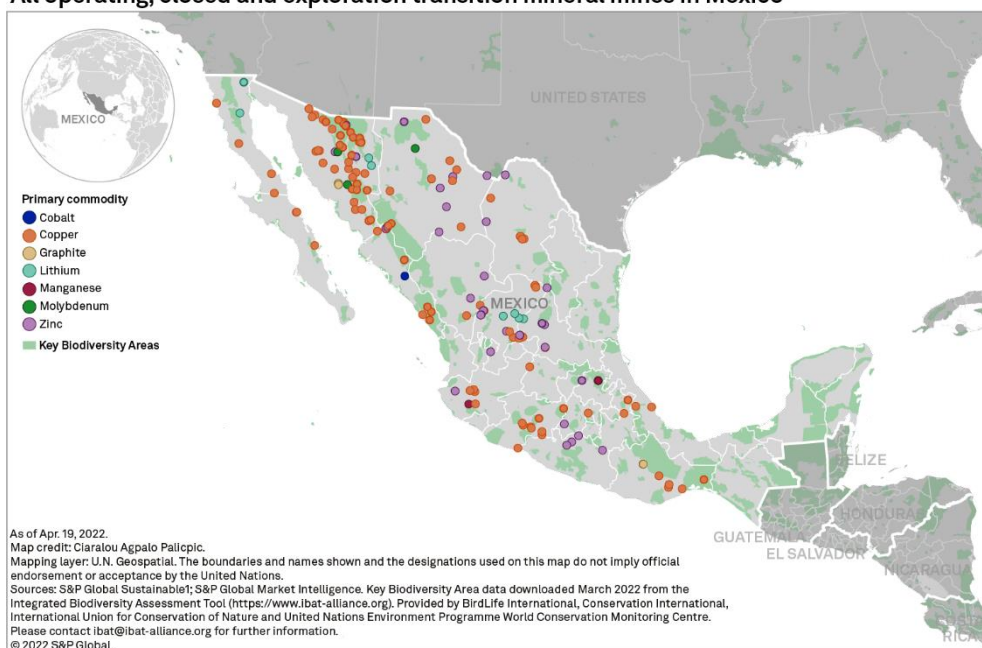 All operating, closed and exploration transition mineral mines in Mexico
MEXICO
UNITED STATES
Primary commodity
Cobalt
Copper
Graphite
Lithium
Manganese
Molybdenum
Zinc
Key Biodiversity Areas
MEXICO
BELIZE
HONDURAS
GUATEMALA
EL SALVADOR
NICARAGUA
COSTA
RICA
As of Apr. 19, 2022.
Map credit: Ciaralou Agpalo Palicpic.
Mapping layer: U.N. Geospatial. The boundaries and names shown and the designations used on this map do not imply official
endorsement or acceptance by the United Nations.
Sources: S&P Global Sustainable1; S&P Global Market Intelligence. Key Biodiversity Area data downloaded March 2022 from the
Integrated Biodiversity Assessment Tool (https://www.ibat-alliance.org). Provided by BirdLife International, Conservation International,
International Union for Conservation of Nature and United Nations Environment Programme World Conservation Monitoring Centre.
Please contact ibat@ibat-alliance.org for further information.
© 2022 S&P Global.